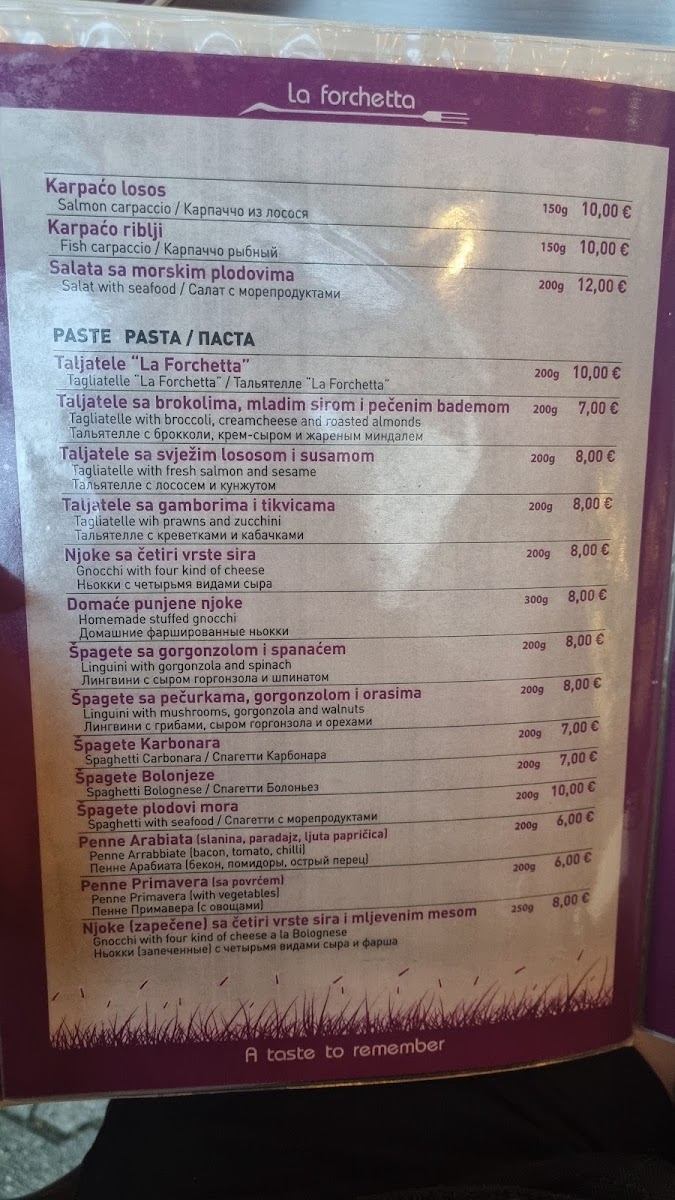 La forchetta
Karpaćo losos
Salmon carpaccio / Карпаччо из лосося
150g 10,00 €
Karpaćo riblji
Fish carpaccio / Карпаччо рыбный
150g 10,00 €
Salata sa morskim plodovima
Salat with seafood / Салат с морепродуктами
200g 12,00 €
PASTE PASTA / ПАСТА
Taljatele "La Forchetta"
Tagliatelle "La Forchetta" / Тальятелле "La Forchetta"
200g 10,00 €
Taljatele sa brokolima, mladim sirom i pečenim bademom 200g 7,00 €
Tagliatelle with broccoli, creamcheese and roasted almonds
Тальятелле с брокколи, крем-сыром и жареным миндалем
Taljatele sa svježim lososom i susamom 200g 8,00 €
Tagliatelle with fresh salmon and sesame
Тальятелле с лососем и кунжутом
Taljatele sa gamborima i tikvicama 200g 8,00 €
Tagliatelle wih prawns and zucchini
Тальятелле с креветками и кабачками
Njoke sa četiri vrste sira 200g 8,00 €
Gnocchi with four kind of cheese
Ньокки с четырьмя видами сыра
Domaće punjene njoke 300g 8,00 €
Homemade stuffed gnocchi
Домашние фаршированные ньокки
Špagete sa gorgonzolom i spanaćem 200g 8,00 €
Linguini with gorgonzola and spinach
Лингвини с сыром горгонзола и шпинатом
Špagete sa pečurkama, gorgonzolom i orasima 200g 8,00 €
Linguini with mushrooms, gorgonzola and walnuts
Лингвини с грибами, сыром горгонзола и орехами
Špagete Karbonara 200g 7,00 €
Spaghetti Carbonara / Спагетти Карбонара
Špagete Bolonjeze 200g 7,00 €
Spaghetti Bolognese / Спагетти Болоньез
Špagete plodovi mora 200g 10,00 €
Spaghetti with seafood / Спагетти с морепродуктами
Penne Arabiata (slanina, paradajz, ljuta papričica) 200g 6,00 €
Penne Arrabbiate (bacon, tomato, chilli)
Пенне Арабиата (бекон, помидоры, острый перец)
Penne Primavera (sa povrćem) 200g 6,00 €
Penne Primavera (with vegetables)
Пенне Примавера (с овощами)
Njoke (zapečene) sa četiri vrste sira i mljevenim mesom 250g 8,00 €
Gnocchi with four kind of cheese a la Bolognese
Ньокки (запеченные) с четырьмя видами сыра и фарша
A taste to remember